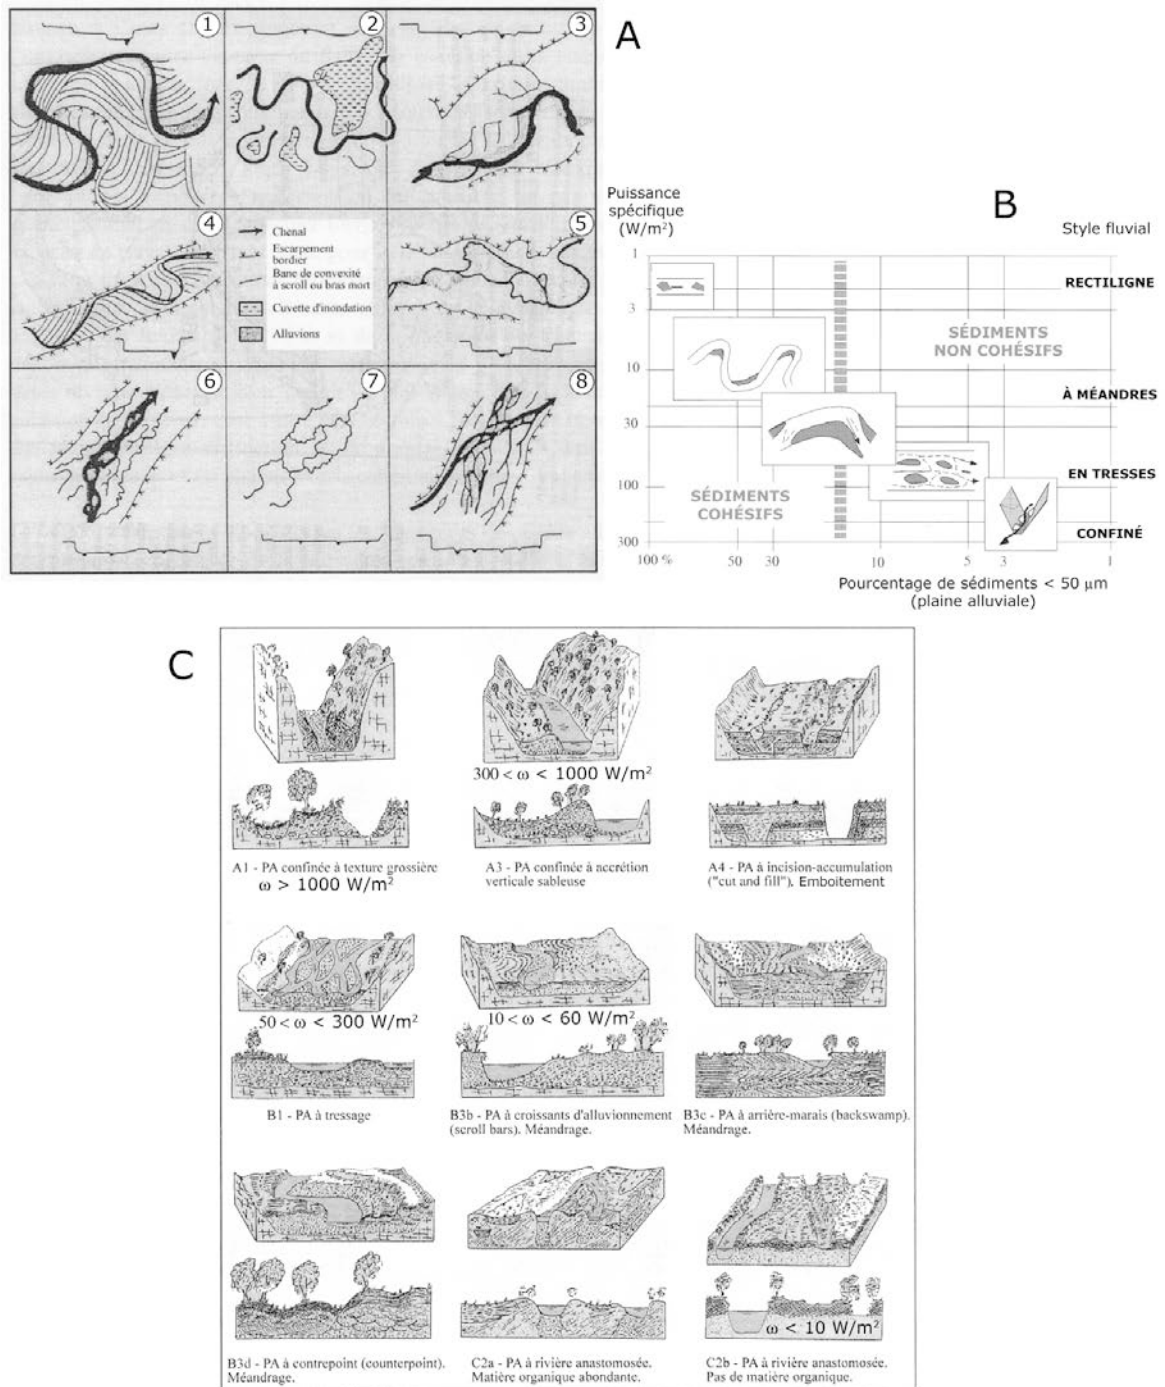 1
2
3
A
4
Chenal
Escarpement
bordier
Banc de convexité
à scroll ou bras mort
Cuvette d'inondation
Alluvions
5
6
7
8
Puissance
spécifique
(W/m²)
B
Style fluvial
1
3
10
30
100
300
RECTILIGNE
SÉDIMENTS
NON COHÉSIFS
À MÉANDRES
EN TRESSES
SÉDIMENTS
COHÉSIFS
CONFINÉ
100 %
50
30
10
5
3
1
Pourcentage de sédiments < 50 µm
(plaine alluviale)
C
A1 - PA confinée à texture grossière
ω > 1000 W/m²
300 < ω < 1000 W/m²
A3 - PA confinée à accrétion
verticale sableuse
A4 - PA à incision-accumulation
("cut and fill"). Emboitement
50 < ω < 300 W/m²
B1 - PA à tressage
10 < ω < 60 W/m²
B3b - PA à croissants d'alluvionnement
(scroll bars). Méandrage.
B3c - PA à arrière-marais (backswamp).
Méandrage.
B3d - PA à contrepoint (counterpoint).
Méandrage.
C2a - PA à rivière anastomosée.
Matière organique abondante.
ω < 10 W/m²
C2b - PA à rivière anastomosée.
Pas de matière organique.